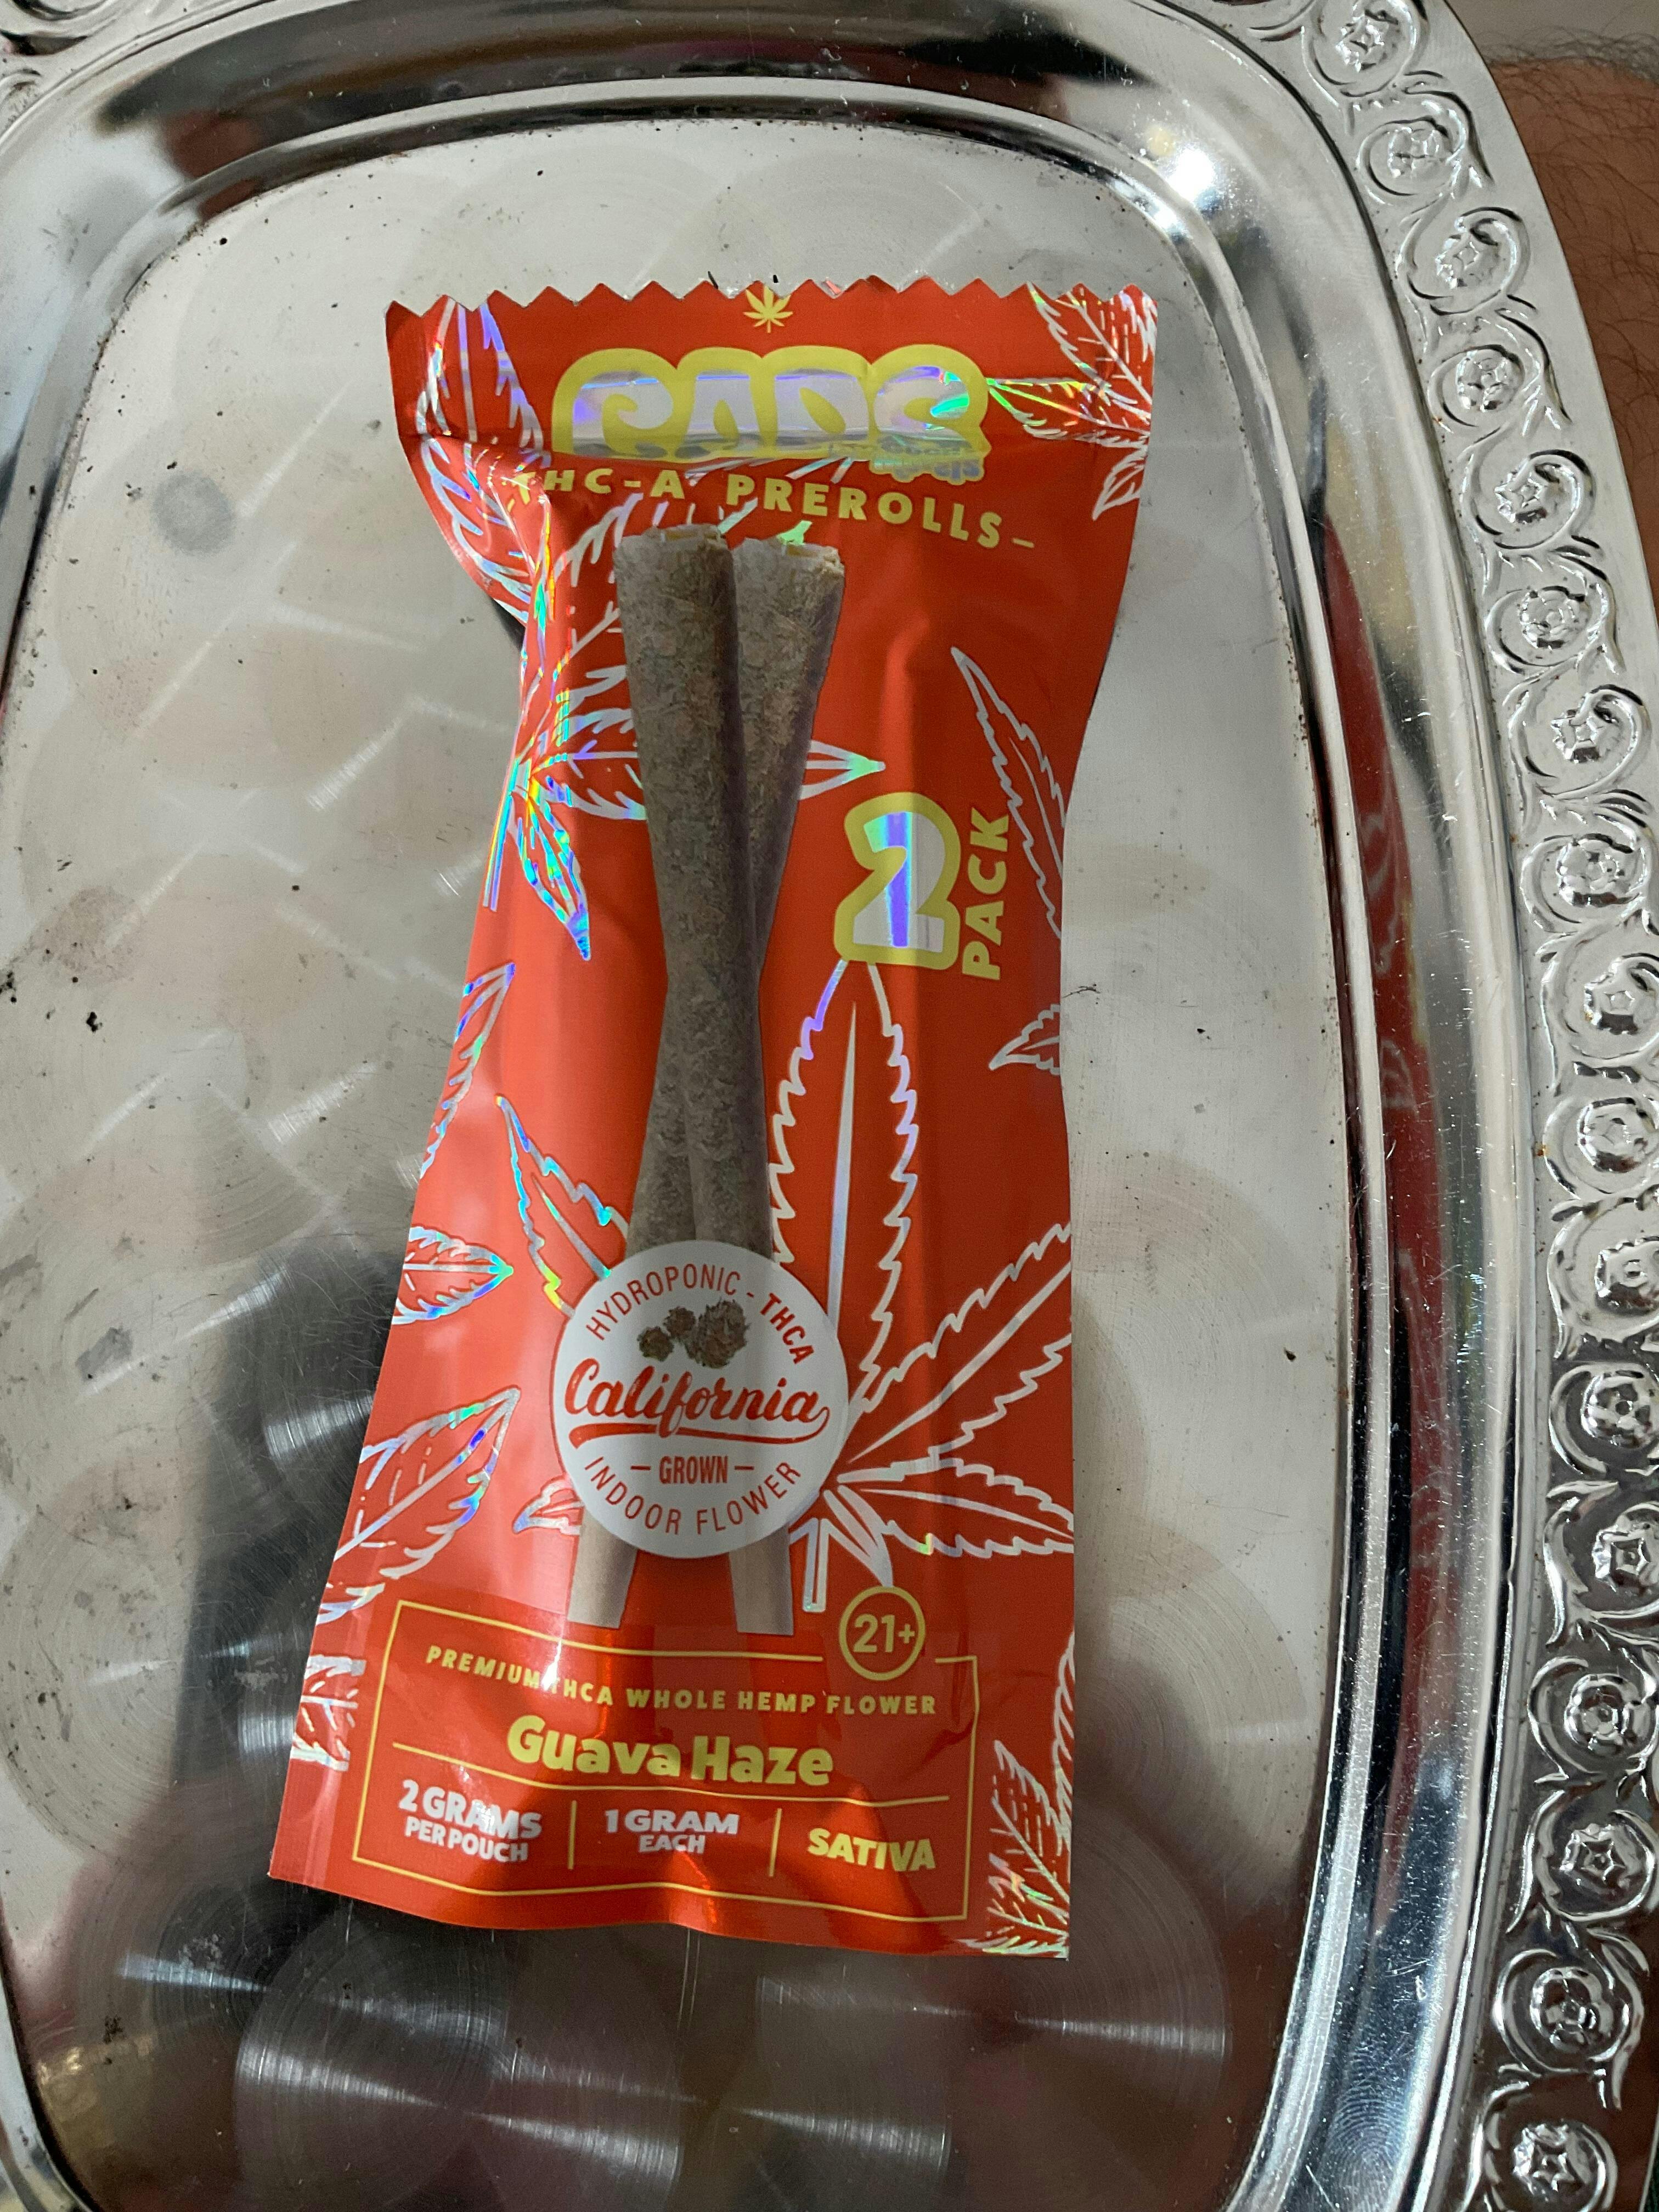 CADS
THC-A PREROLLS-
2
PACK
HYDROPONIC - THCA
California
- GROWN -
INDOOR FLOWER
21+
PREMIUM THCA WHOLE HEMP FLOWER
Guava Haze
2 GRAMS
PER POUCH
1 GRAM
EACH
SATIVA